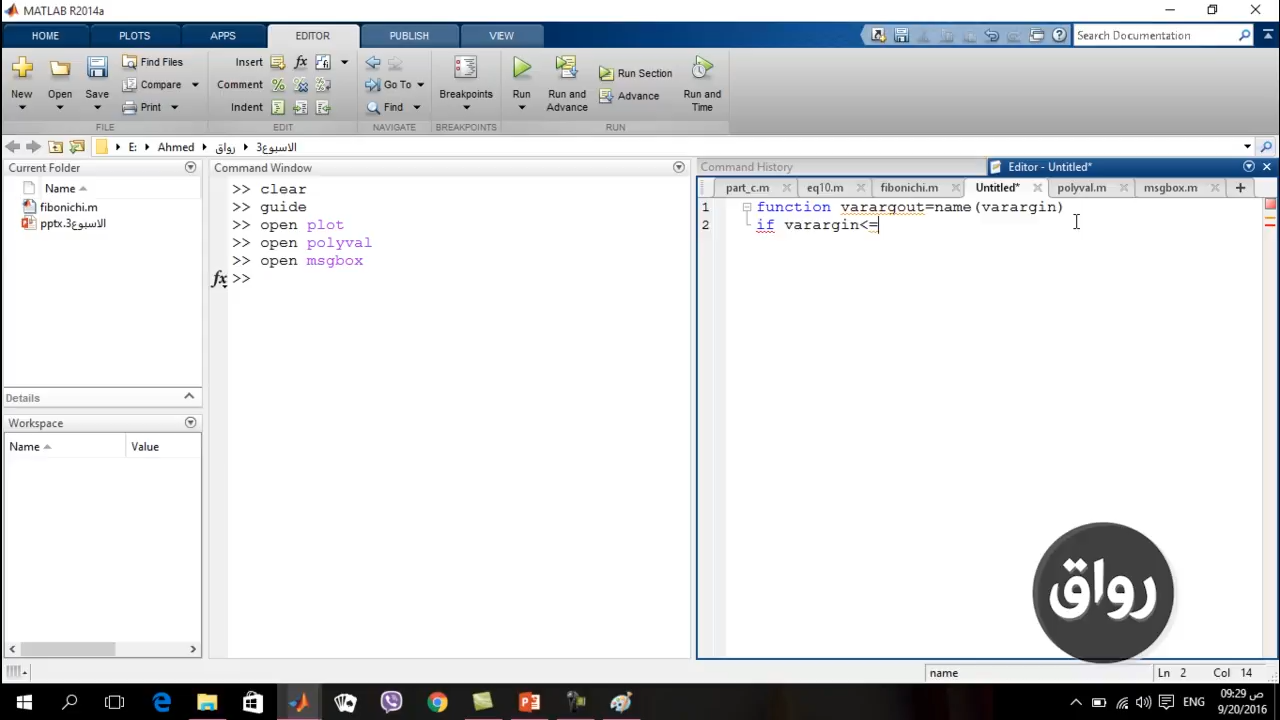 MATLAB R2014a
HOME PLOTS APPS EDITOR PUBLISH VIEW Search Documentation
New Open Save Find Files Compare Print Insert fx Comment Indent Go To Find Breakpoints Run Run and Advance Run Section Advance Run and Time
FILE EDIT NAVIGATE BREAKPOINTS RUN
E: Ahmed رواق الاسبوع3
Current Folder
Name
fibonichi.m
الاسبوع3.pptx
Details
Workspace
Name Value
Command Window
>> clear
>> guide
>> open plot
>> open polyval
>> open msgbox
fx >>
Command History Editor - Untitled*
part_c.m eq10.m fibonichi.m Untitled* polyval.m msgbox.m
1 function varargout=name(varargin)
2 if varargin<=
رواق
name Ln 2 Col 14
ENG 09:29 ص
9/20/2016